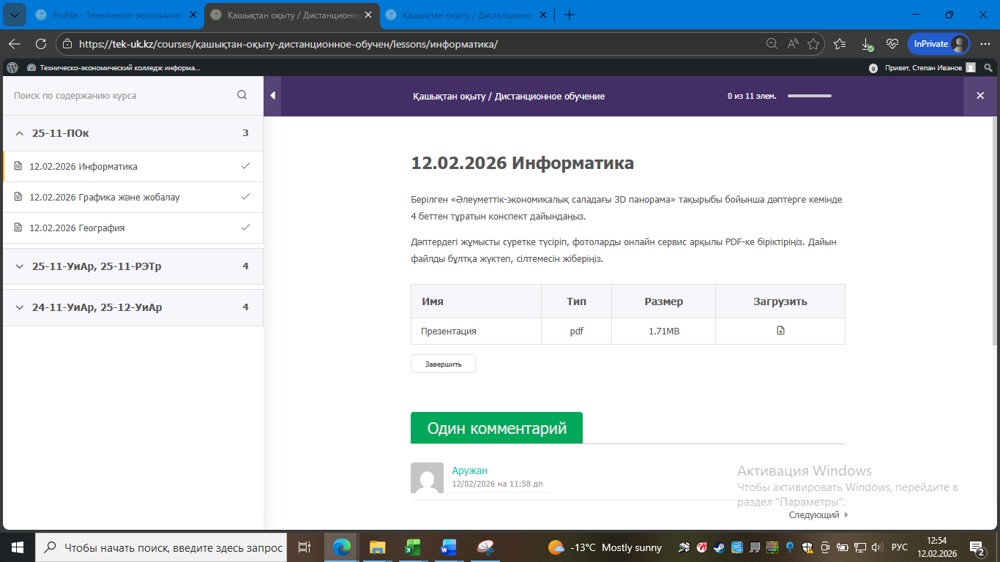 Profile - Техническо-экономичес
Қашықтан оқыту / Дистанционн
Қашықтан оқыту / Дистанционн
https://tek-uk.kz/courses/қашықтан-оқыту-дистанционное-обучен/lessons/информатика/
InPrivate
Техническо-экономический колледж информа...
0
Привет, Степан Иванов
Поиск по содержанию курса
Қашықтан оқыту / Дистанционное обучение
0 из 11 элем.
25-11-ПОк 3
12.02.2026 Информатика
12.02.2026 Графика және жобалау
12.02.2026 География
25-11-УиАр, 25-11-РЭТр 4
24-11-УиАр, 25-12-УиАр 4
12.02.2026 Информатика
Берілген «Әлеуметтік-экономикалық саладағы 3D панорама» тақырыбы бойынша дәптерге кемінде
4 беттен тұратын конспект дайындаңыз.
Дәптердегі жұмысты суретке түсіріп, фотоларды онлайн сервис арқылы PDF-ке біріктіріңіз. Дайын
файлды бұлтқа жүктеп, сілтемесін жіберіңіз.
Имя Тип Размер Загрузить
Презентация pdf 1.71MB
Завершить
Один комментарий
Аружан
12/02/2026 на 11:58 дп
Активация Windows
Чтобы активировать Windows, перейдите в
раздел "Параметры".
Следующий
Чтобы начать поиск, введите здесь запрос
-13°C Mostly sunny
РУС
12:54
12.02.2026
2